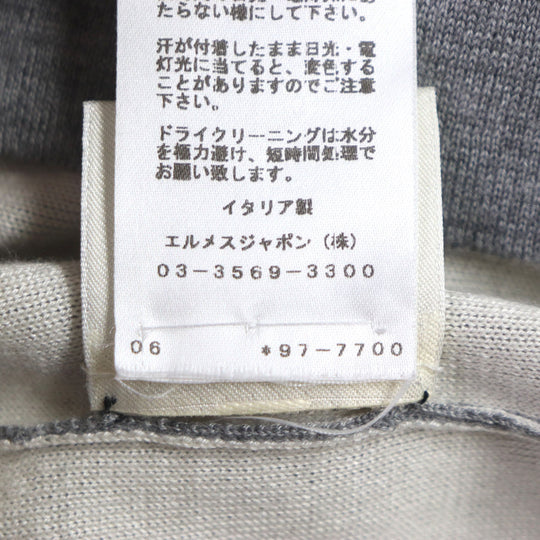 たらない様にして下さい。
汗が付着したまま日光・電
灯光に当てると、変色する
ことがありますのでご注意
下さい。
ドライクリーニングは水分
を極力避け、短時間処理で
お願い致します。
イタリア製
エルメスジャポン（株）
03-3569-3300
06 *97-7700